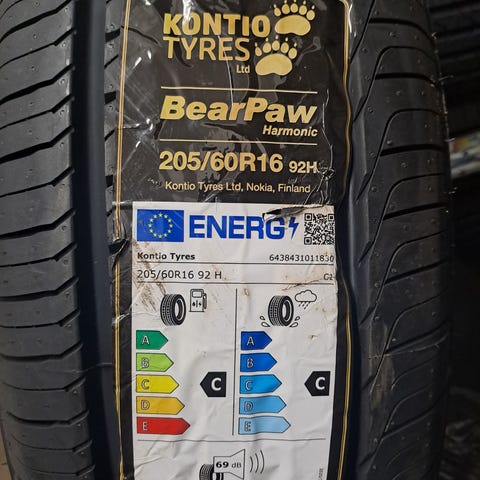 KONTIO
TYRES
Ltd
BearPaw
Harmonic
205/60R16 92H
Kontio Tyres Ltd, Nokia, Finland
ENERG
Kontio Tyres
6438431011830
205/60R16 92 H
C1
A
B
C
D
E
C
A
B
C
D
E
C
69 dB